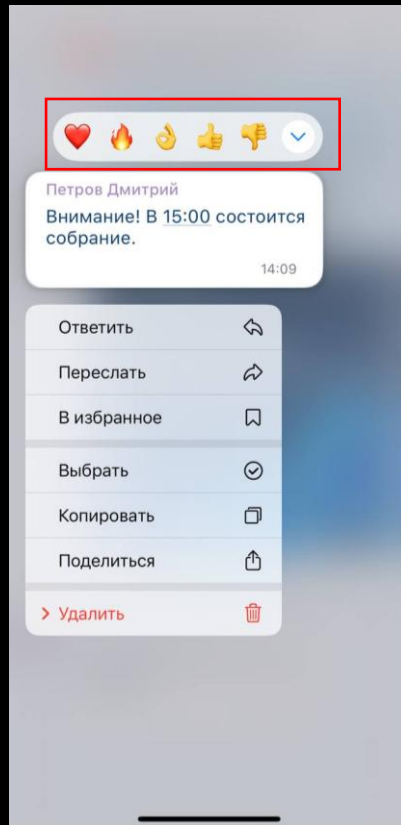 Петров Дмитрий
Внимание! В 15:00 состоится
собрание.
14:09
Ответить
Переслать
В избранное
Выбрать
Копировать
Поделиться
Удалить